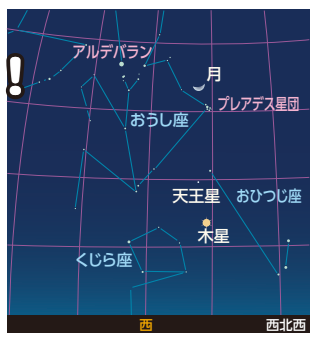 アルデバラン
!
月
プレアデス星団
おうし座
天王星
おひつじ座
木星
くじら座
西
西北西